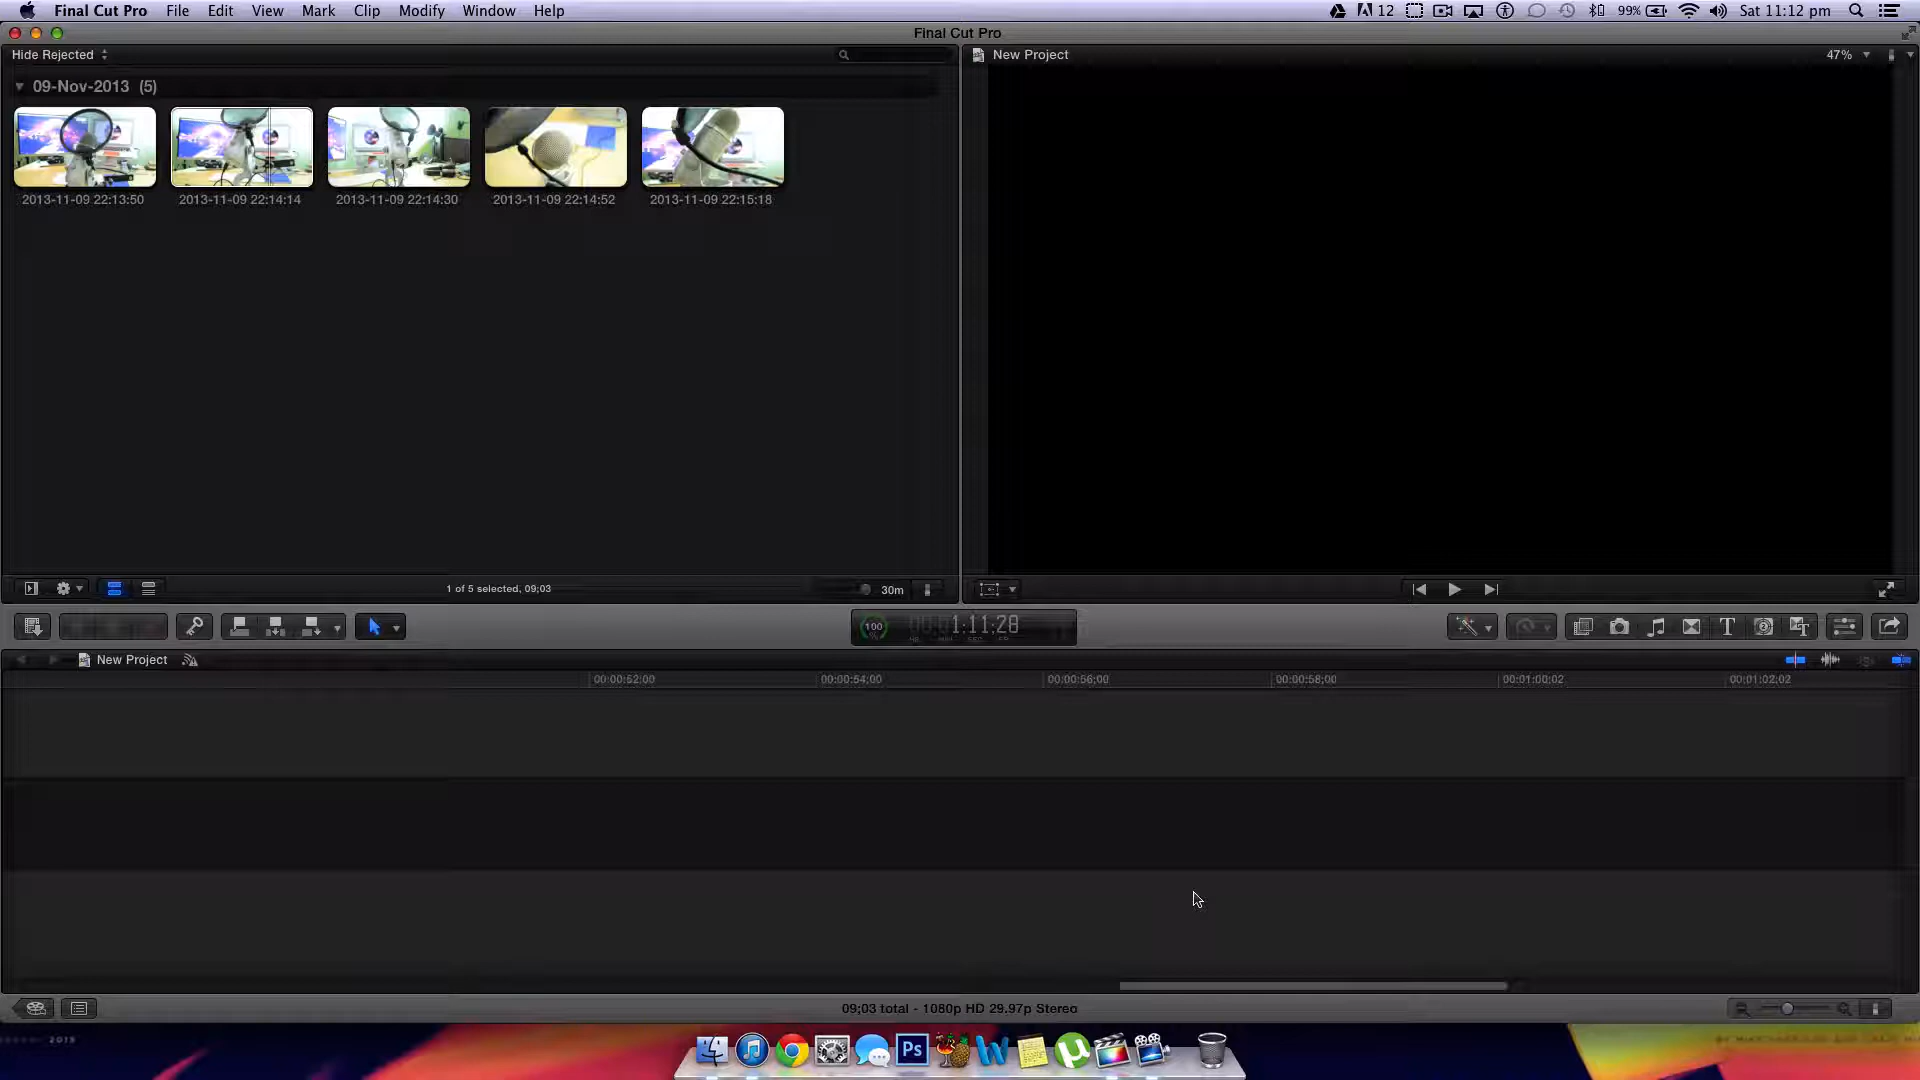 Final Cut Pro File Edit View Mark Clip Modify Window Help 12 99% Sat 11:12 pm
Final Cut Pro
Hide Rejected New Project 47%
09-Nov-2013 (5)
2013-11-09 22:13:50 2013-11-09 22:14:14 2013-11-09 22:14:30 2013-11-09 22:14:52 2013-11-09 22:15:18
1 of 5 selected, 09;03 30m
100 % 1:11;28
New Project
00:00:52;00 00:00:54;00 00:00:56;00 00:00:58;00 00:01:00;02 00:01:02;02
09;03 total - 1080p HD 29.97p Stereo
2013
Ps W